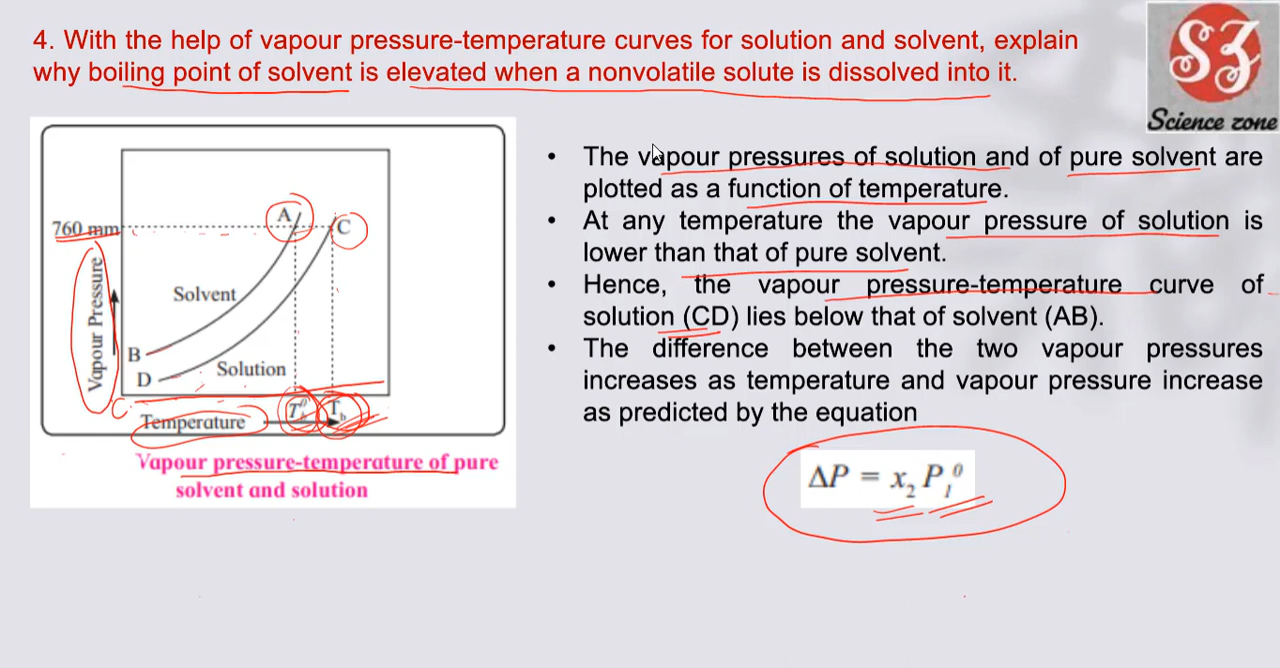 4. With the help of vapour pressure-temperature curves for solution and solvent, explain
why boiling point of solvent is elevated when a nonvolatile solute is dissolved into it.
SZ
Science zone
760 mm
A
C
Solvent
Vapour Pressure
B
D
Solution
Temperature
T⁰b
Tb
Vapour pressure-temperature of pure
solvent and solution
• The vapour pressures of solution and of pure solvent are
plotted as a function of temperature.
• At any temperature the vapour pressure of solution is
lower than that of pure solvent.
• Hence, the vapour pressure-temperature curve of
solution (CD) lies below that of solvent (AB).
• The difference between the two vapour pressures
increases as temperature and vapour pressure increase
as predicted by the equation
ΔP = x₂ P₁⁰